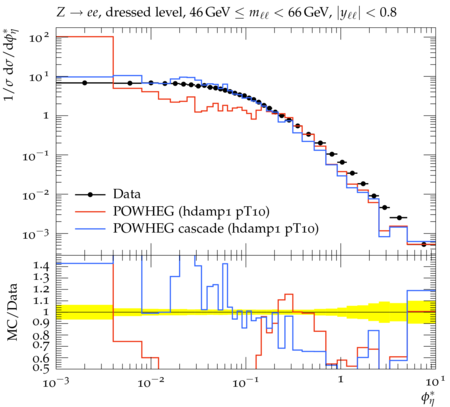 Z → ee, dressed level, 46 GeV ≤ mℓℓ < 66 GeV, |yℓℓ| < 0.8
1/σ dσ/dφ*η
10²
10¹
1
10⁻¹
10⁻²
10⁻³
Data
POWHEG (hdamp1 pT10)
POWHEG cascade (hdamp1 pT10)
MC/Data
1.4
1.3
1.2
1.1
1
0.9
0.8
0.7
0.6
0.5
10⁻³ 10⁻² 10⁻¹ 1 10¹
φ*η